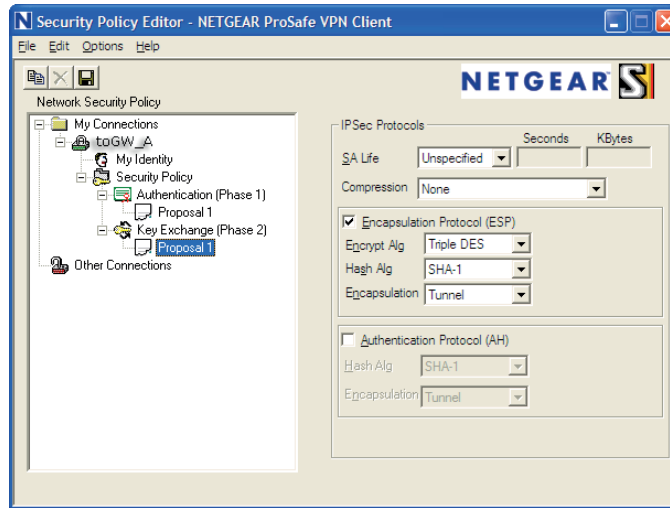 N Security Policy Editor - NETGEAR ProSafe VPN Client
File Edit Options Help
NETGEAR
Network Security Policy
My Connections
toGW_A
My Identity
Security Policy
Authentication (Phase 1)
Proposal 1
Key Exchange (Phase 2)
Proposal 1
Other Connections
IPSec Protocols
Seconds KBytes
SA Life Unspecified
Compression None
Encapsulation Protocol (ESP)
Encrypt Alg Triple DES
Hash Alg SHA-1
Encapsulation Tunnel
Authentication Protocol (AH)
Hash Alg SHA-1
Encapsulation Tunnel